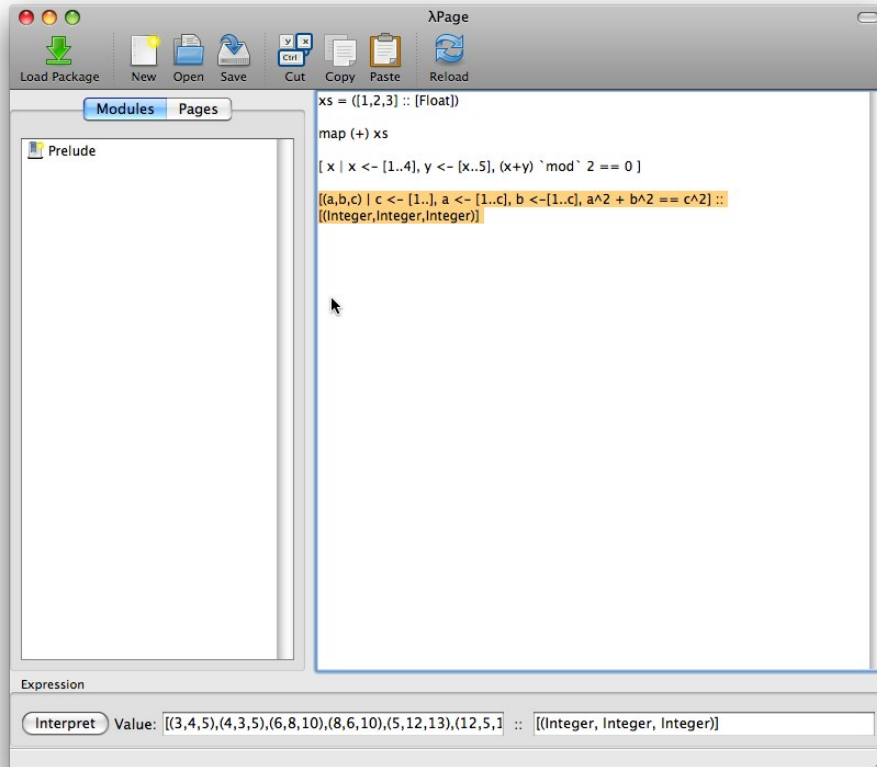 λPage
Load Package New Open Save Cut Copy Paste Reload
y x
Ctrl
Modules Pages
Prelude
xs = ([1,2,3] :: [Float])
map (+) xs
[ x | x <- [1..4], y <- [x..5], (x+y) `mod` 2 == 0 ]
[(a,b,c) | c <- [1..], a <- [1..c], b <-[1..c], a^2 + b^2 == c^2] ::
[(Integer,Integer,Integer)]
Expression
Interpret Value: [(3,4,5),(4,3,5),(6,8,10),(8,6,10),(5,12,13),(12,5,1 :: [(Integer, Integer, Integer)]